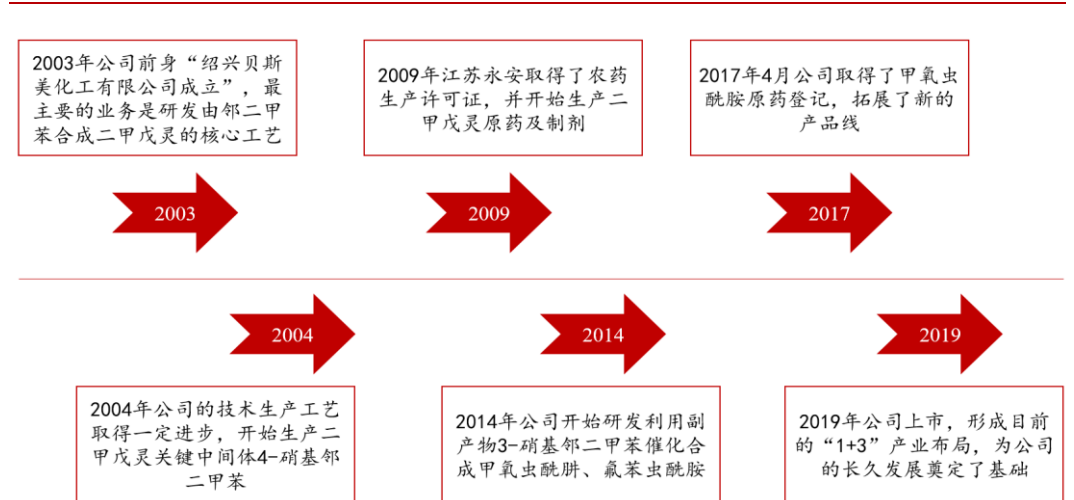 2003年公司前身“绍兴贝斯
美化工有限公司成立”，最
主要的业务是研发由邻二甲
苯合成二甲戊灵的核心工艺
2009年江苏永安取得了农药
生产许可证，并开始生产二
甲戊灵原药及制剂
2017年4月公司取得了甲氧虫
酰胺原药登记，拓展了新的
产品线
2003
2009
2017
2004
2014
2019
2004年公司的技术生产工艺
取得一定进步，开始生产二
甲戊灵关键中间体4-硝基邻
二甲苯
2014年公司开始研发利用副
产物3-硝基邻二甲苯催化合
成甲氧虫酰肼、氟苯虫酰胺
2019年公司上市，形成目前
的“1+3”产业布局，为公司
的长久发展奠定了基础